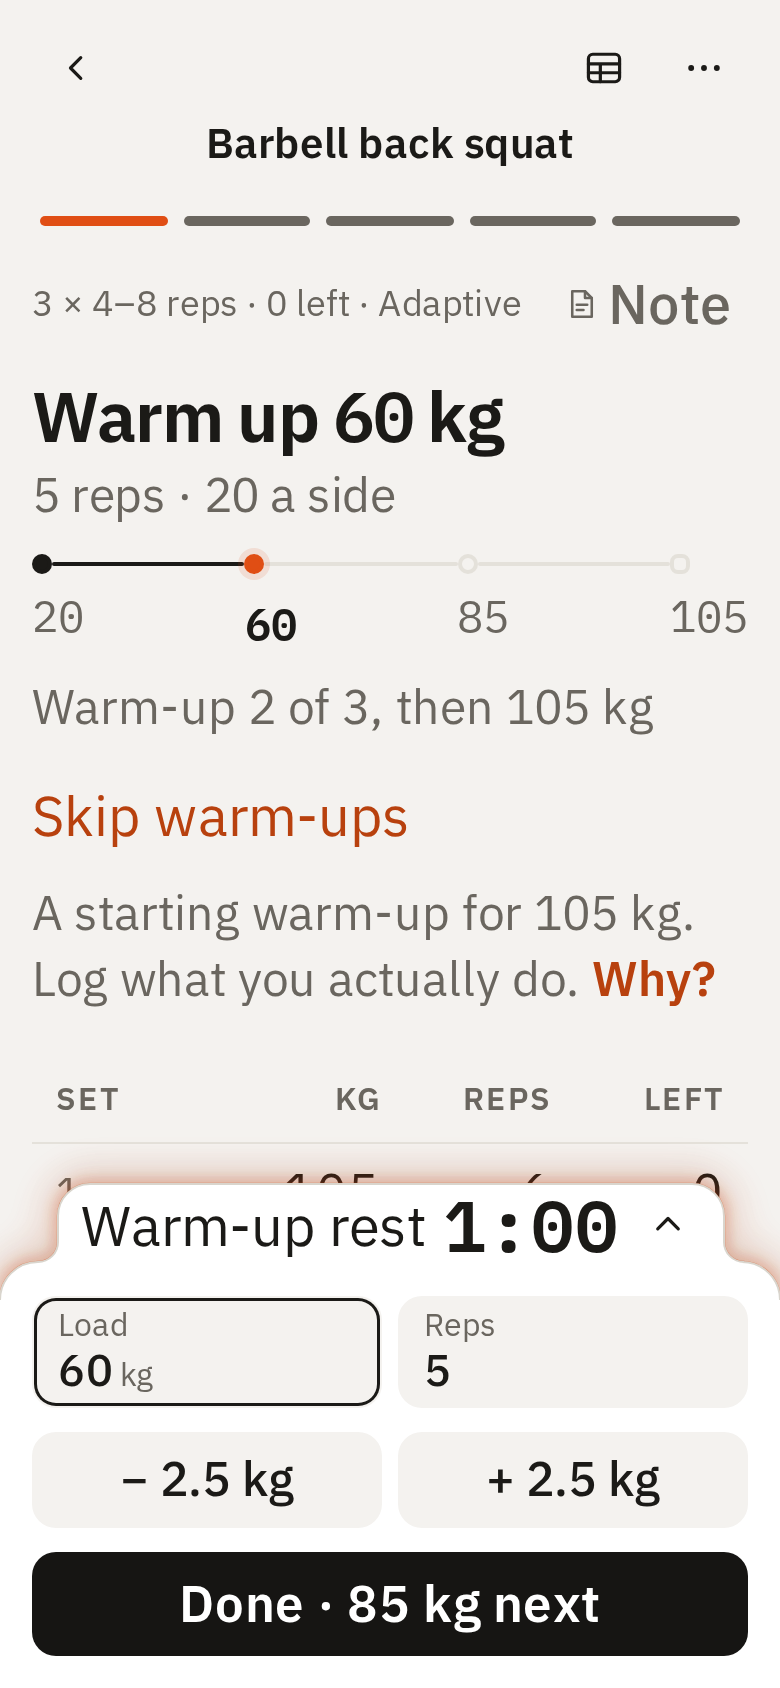 Barbell back squat
3 × 4–8 reps · 0 left · Adaptive
Note
Warm up 60 kg
5 reps · 20 a side
20 60 85 105
Warm-up 2 of 3, then 105 kg
Skip warm-ups
A starting warm-up for 105 kg.
Log what you actually do. Why?
SET KG REPS LEFT
Warm-up rest 1:00
Load
60 kg
Reps
5
− 2.5 kg
+ 2.5 kg
Done · 85 kg next